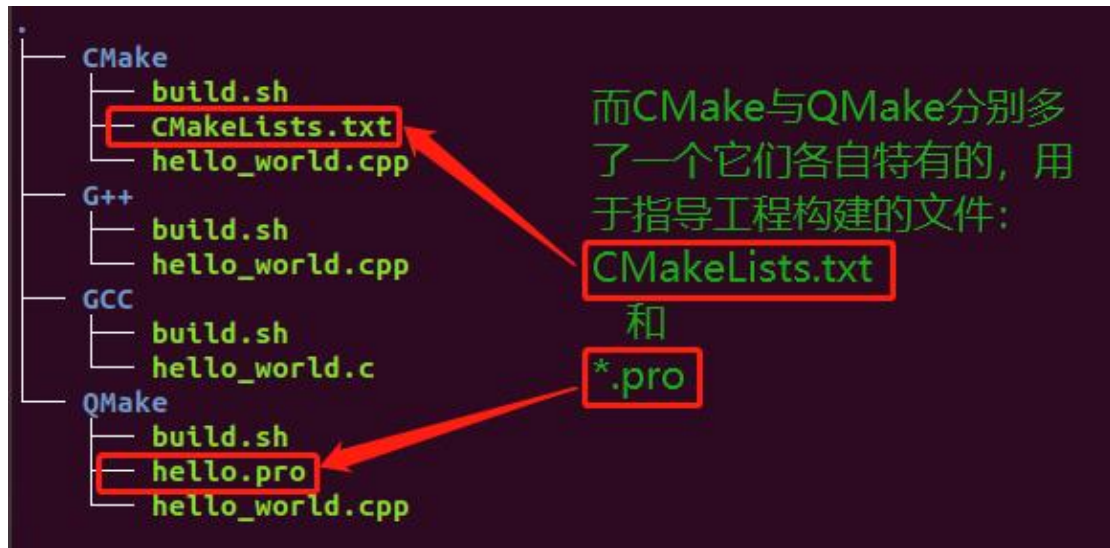 .
├── CMake
│   ├── build.sh
│   ├── CMakeLists.txt
│   └── hello_world.cpp
├── G++
│   ├── build.sh
│   └── hello_world.cpp
├── GCC
│   ├── build.sh
│   └── hello_world.c
└── QMake
    ├── build.sh
    ├── hello.pro
    └── hello_world.cpp
而CMake与QMake分别多
了一个它们各自特有的，用
于指导工程构建的文件：
CMakeLists.txt
和
*.pro